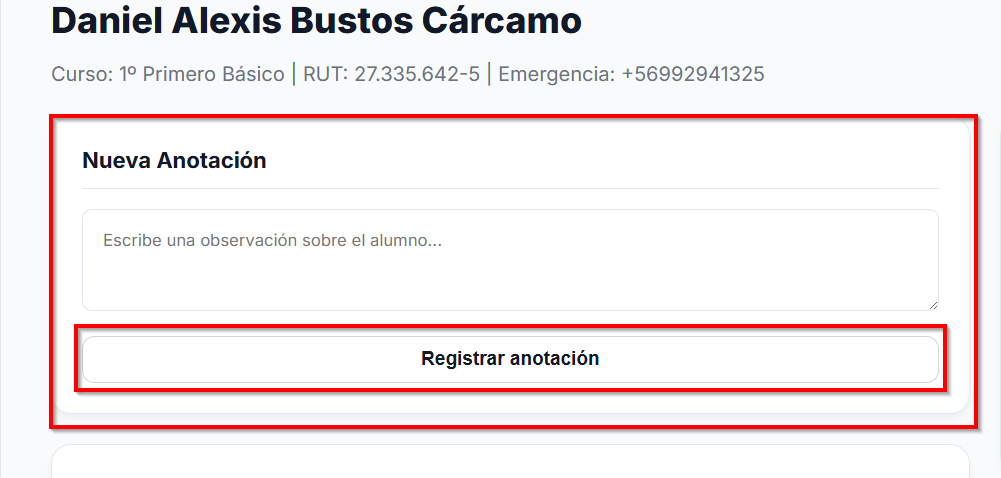 Daniel Alexis Bustos Cárcamo
Curso: 1º Primero Básico | RUT: 27.335.642-5 | Emergencia: +56992941325
Nueva Anotación
Escribe una observación sobre el alumno...
Registrar anotación